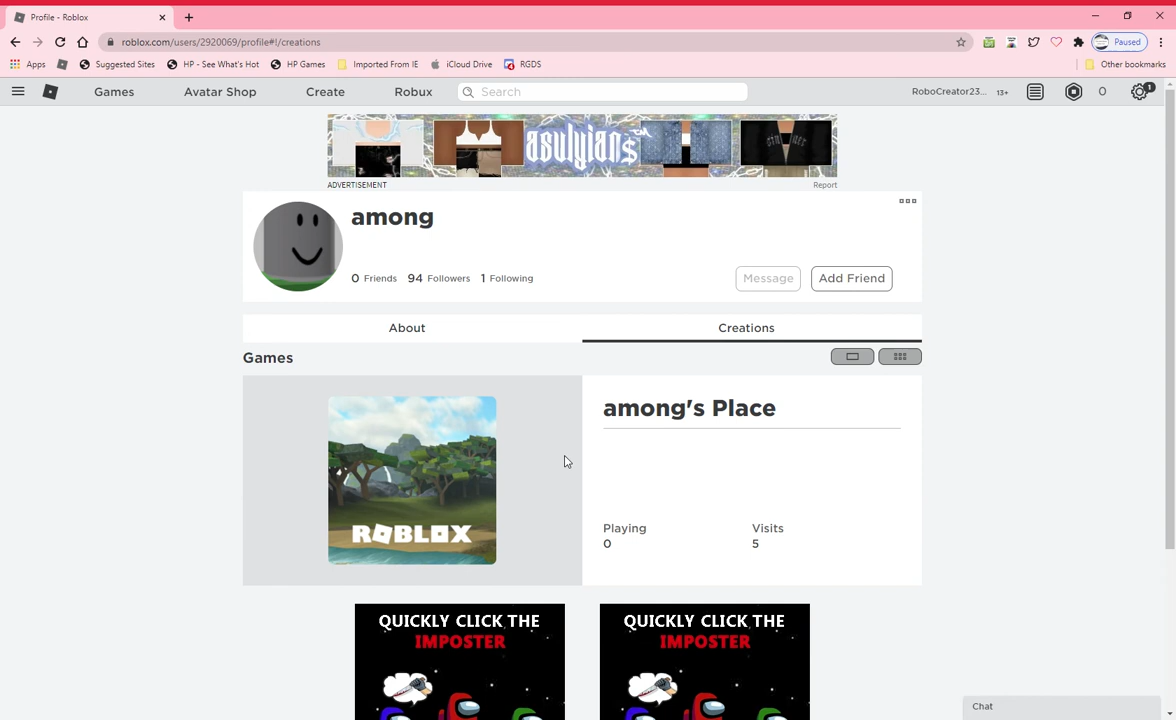 Profile - Roblox
roblox.com/users/2920069/profile#!/creations
Paused
Apps Suggested Sites HP - See What's Hot HP Games Imported From IE iCloud Drive RGDS Other bookmarks
Games Avatar Shop Create Robux Search RoboCreator23... 13+ 0 1
asulyians™
ADVERTISEMENT Report
among
0 Friends 94 Followers 1 Following Message Add Friend
About Creations
Games
among's Place
ROBLOX
Playing Visits
0 5
QUICKLY CLICK THE QUICKLY CLICK THE
IMPOSTER IMPOSTER
Chat